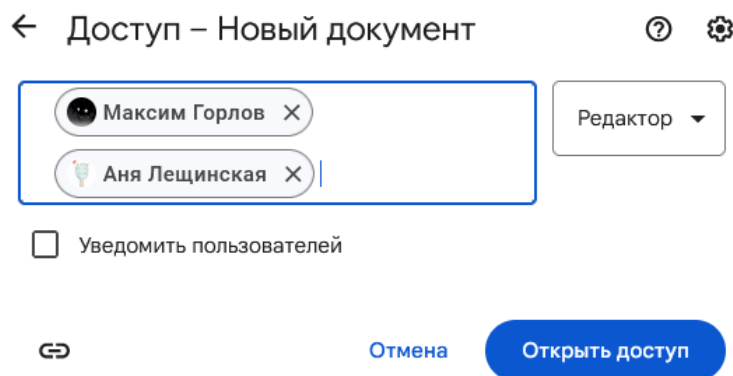 Доступ – Новый документ
Максим Горлов
Редактор
Аня Лещинская
Уведомить пользователей
Отмена
Открыть доступ